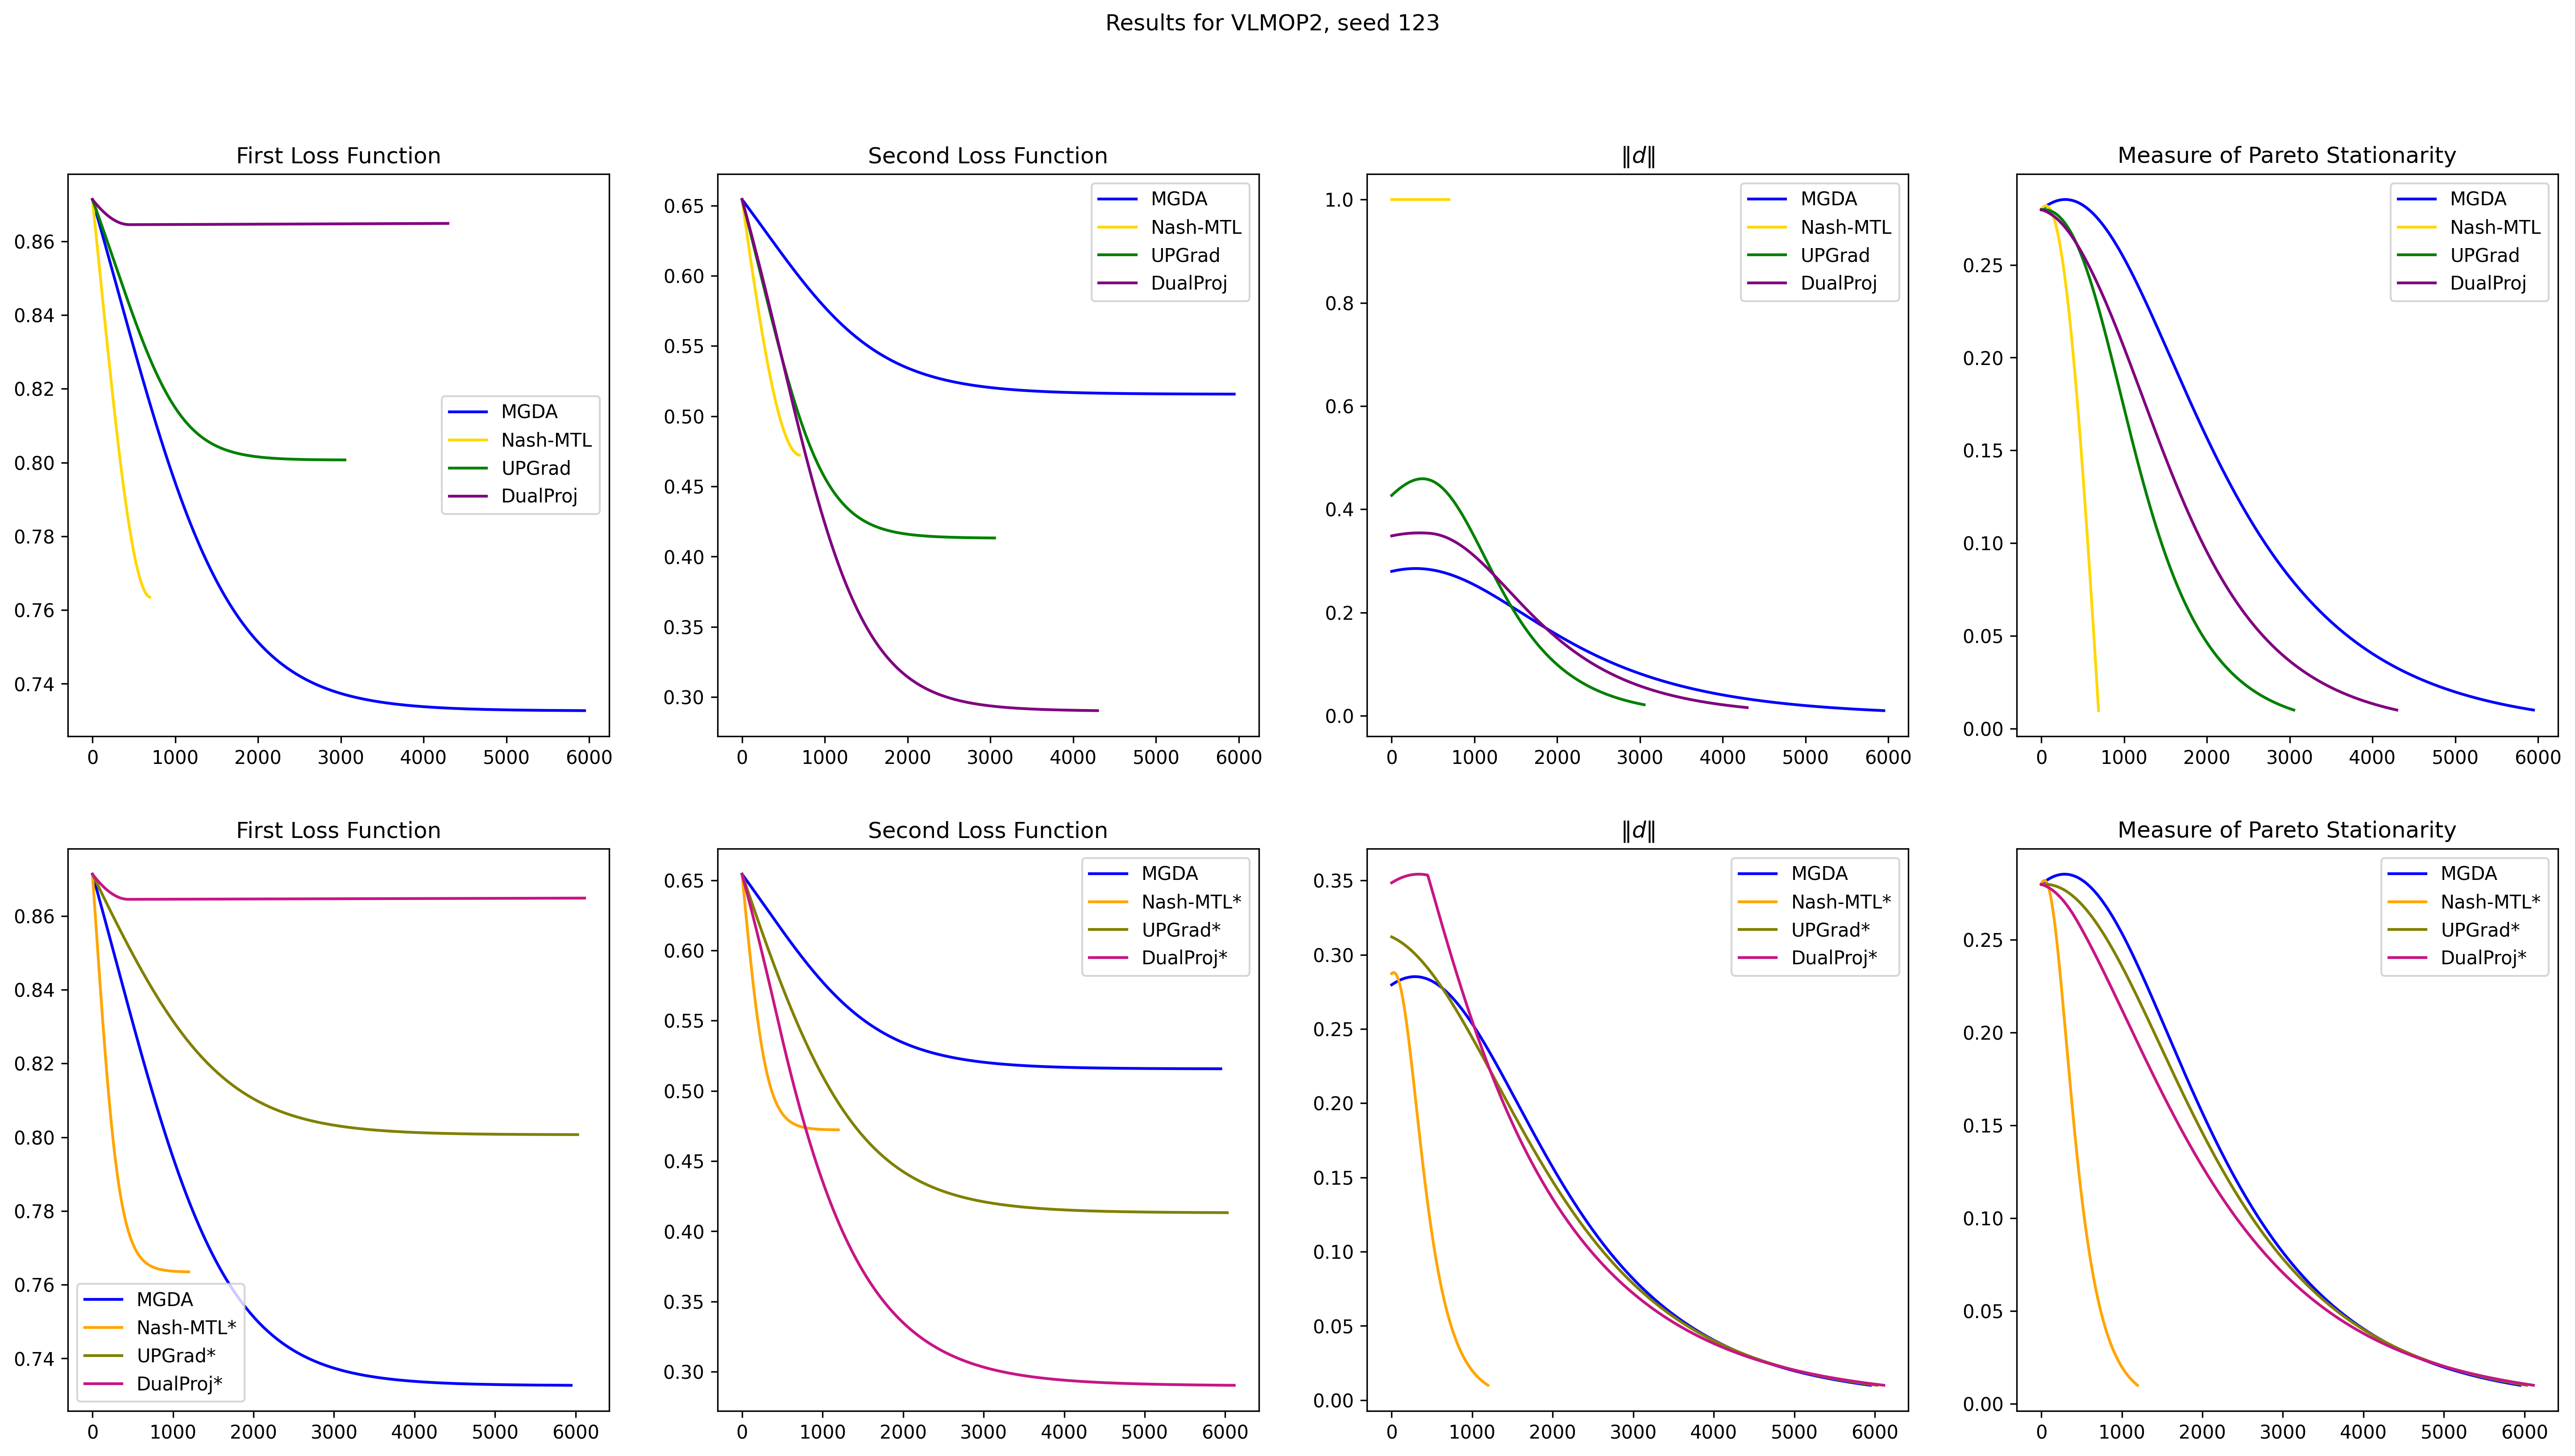 Results for VLMOP2, seed 123
First Loss Function
0.86
0.84
0.82
0.80
0.78
0.76
0.74
0 1000 2000 3000 4000 5000 6000
MGDA
Nash-MTL
UPGrad
DualProj
Second Loss Function
0.65
0.60
0.55
0.50
0.45
0.40
0.35
0.30
0 1000 2000 3000 4000 5000 6000
MGDA
Nash-MTL
UPGrad
DualProj
‖d‖
1.0
0.8
0.6
0.4
0.2
0.0
0 1000 2000 3000 4000 5000 6000
MGDA
Nash-MTL
UPGrad
DualProj
Measure of Pareto Stationarity
0.25
0.20
0.15
0.10
0.05
0.00
0 1000 2000 3000 4000 5000 6000
MGDA
Nash-MTL
UPGrad
DualProj
First Loss Function
0.86
0.84
0.82
0.80
0.78
0.76
0.74
0 1000 2000 3000 4000 5000 6000
MGDA
Nash-MTL*
UPGrad*
DualProj*
Second Loss Function
0.65
0.60
0.55
0.50
0.45
0.40
0.35
0.30
0 1000 2000 3000 4000 5000 6000
MGDA
Nash-MTL*
UPGrad*
DualProj*
‖d‖
0.35
0.30
0.25
0.20
0.15
0.10
0.05
0.00
0 1000 2000 3000 4000 5000 6000
MGDA
Nash-MTL*
UPGrad*
DualProj*
Measure of Pareto Stationarity
0.25
0.20
0.15
0.10
0.05
0.00
0 1000 2000 3000 4000 5000 6000
MGDA
Nash-MTL*
UPGrad*
DualProj*